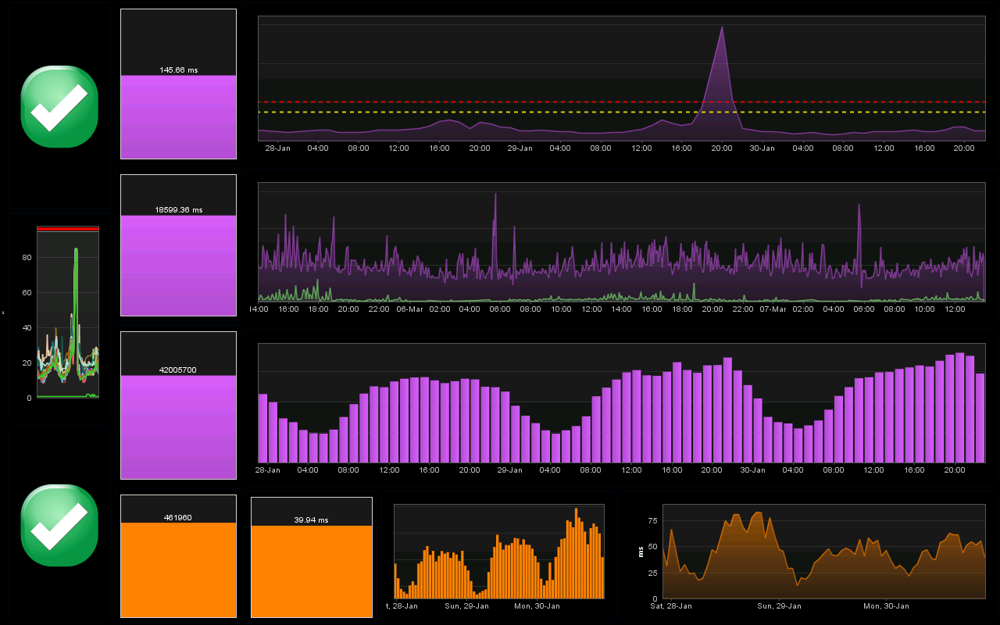 145.66 ms
28-Jan 04:00 08:00 12:00 16:00 20:00 29-Jan 04:00 08:00 12:00 16:00 20:00 30-Jan 04:00 08:00 12:00 16:00 20:00
18599.36 ms
14:00 16:00 18:00 20:00 22:00 06-Mar 02:00 04:00 06:00 08:00 10:00 12:00 14:00 16:00 18:00 20:00 22:00 07-Mar 02:00 04:00 06:00 08:00 10:00 12:00
80
60
40
20
0
42005700
28-Jan 04:00 08:00 12:00 16:00 20:00 29-Jan 04:00 08:00 12:00 16:00 20:00 30-Jan 04:00 08:00 12:00 16:00 20:00
461960
39.94 ms
t, 28-Jan Sun, 29-Jan Mon, 30-Jan
ms
75
50
25
0
Sat, 28-Jan Sun, 29-Jan Mon, 30-Jan